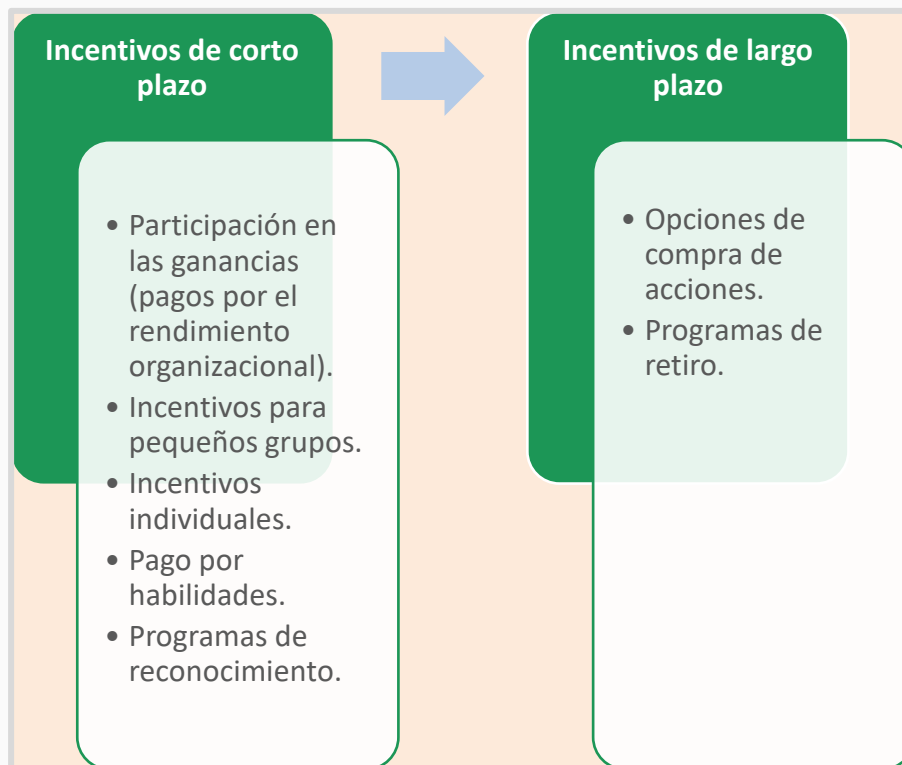 Incentivos de corto
plazo
• Participación en
las ganancias
(pagos por el
rendimiento
organizacional).
• Incentivos para
pequeños grupos.
• Incentivos
individuales.
• Pago por
habilidades.
• Programas de
reconocimiento.
Incentivos de largo
plazo
• Opciones de
compra de
acciones.
• Programas de
retiro.